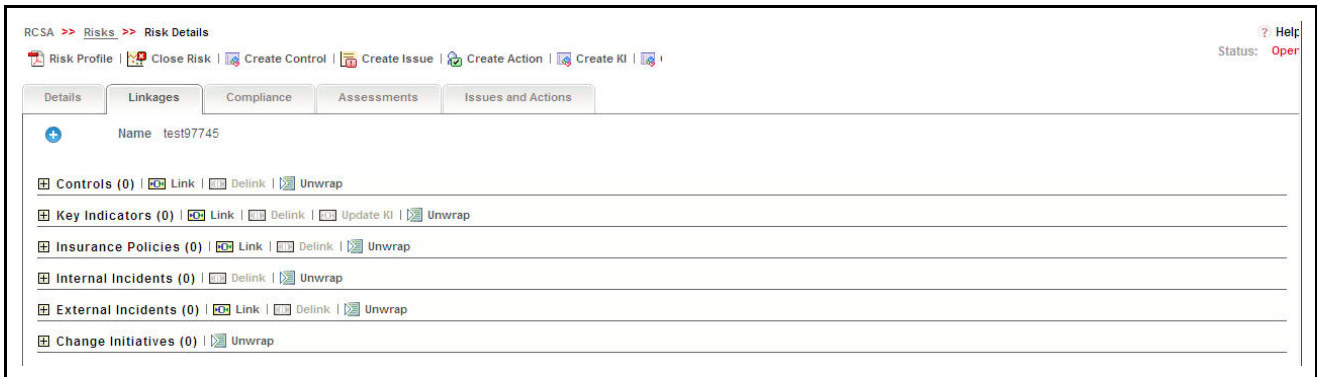 RCSA >> Risks >> Risk Details
? Help
Risk Profile | Close Risk | Create Control | Create Issue | Create Action | Create KI |
Status: Oper
Details Linkages Compliance Assessments Issues and Actions
Name test97745
Controls (0) | Link | Delink | Unwrap
Key Indicators (0) | Link | Delink | Update KI | Unwrap
Insurance Policies (0) | Link | Delink | Unwrap
Internal Incidents (0) | Delink | Unwrap
External Incidents (0) | Link | Delink | Unwrap
Change Initiatives (0) | Unwrap